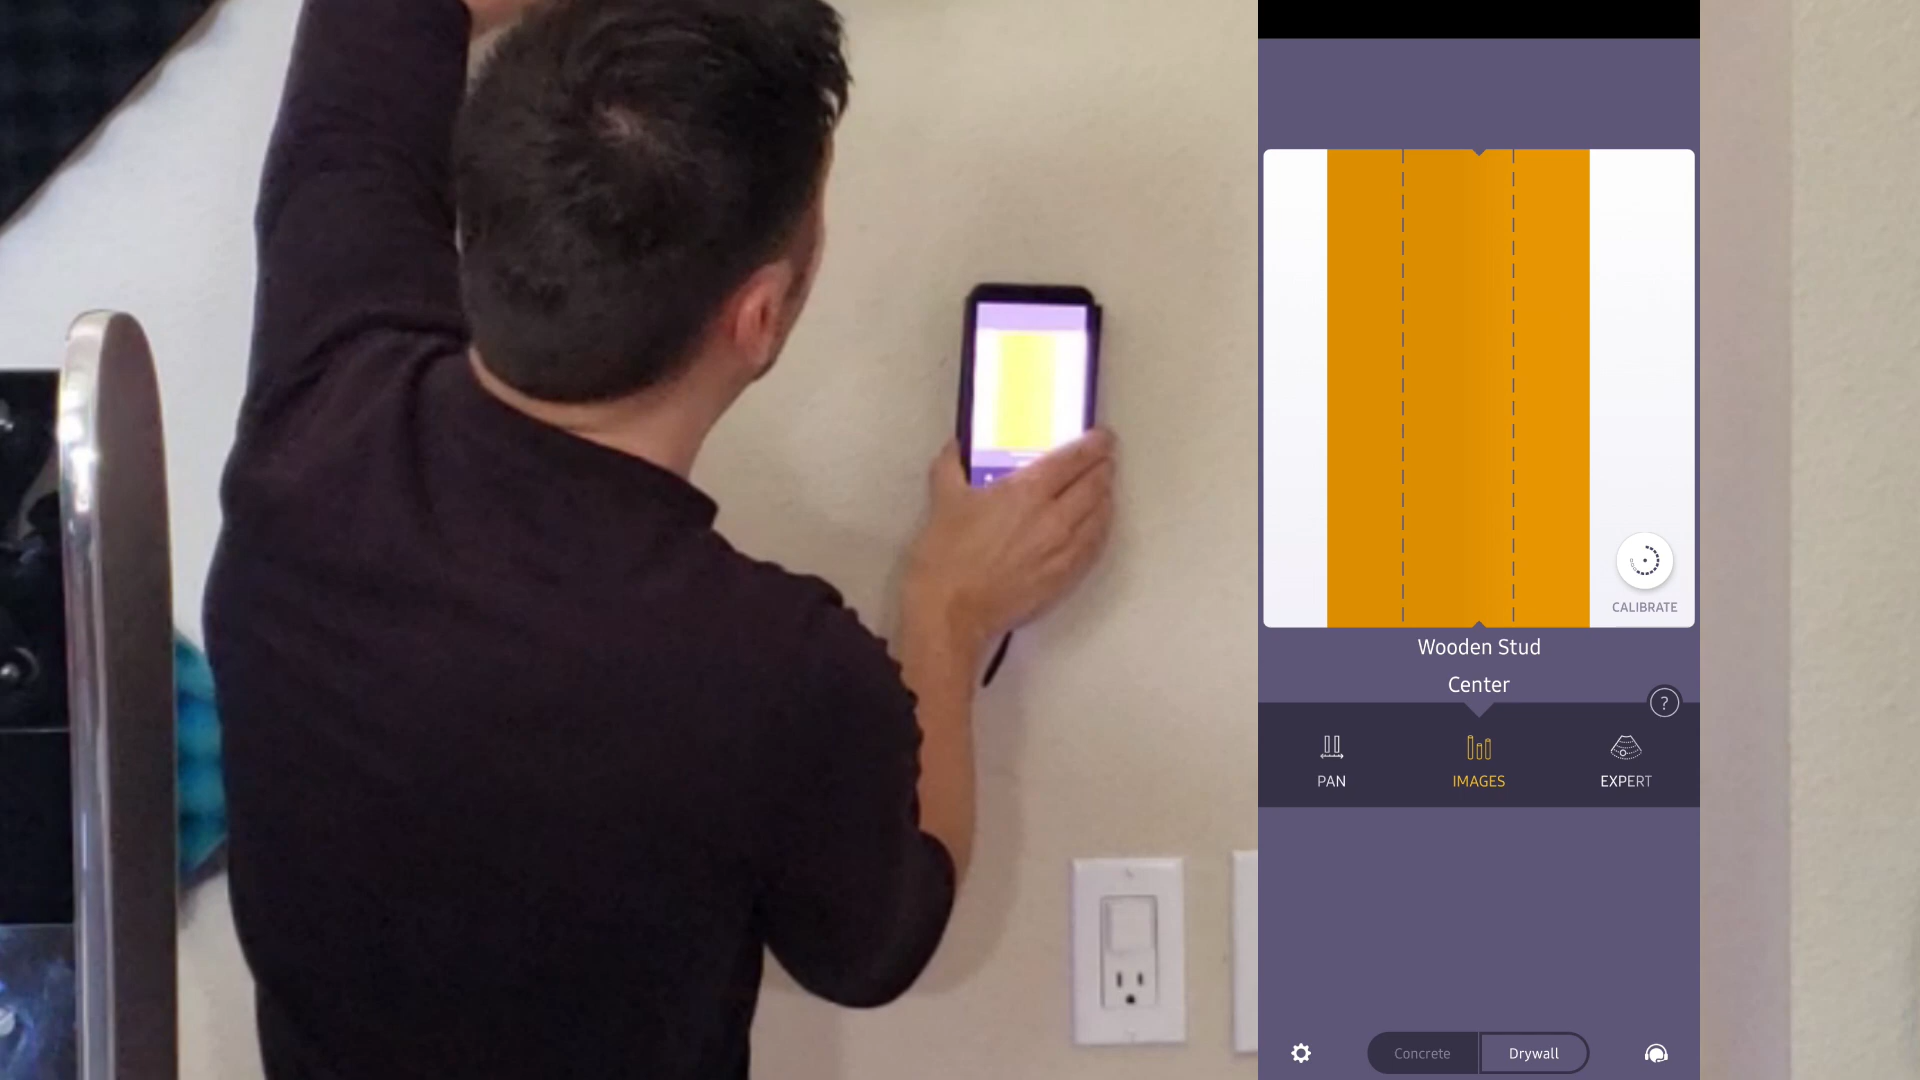 CALIBRATE
Wooden Stud
Center
?
PAN
IMAGES
EXPERT
Concrete
Drywall